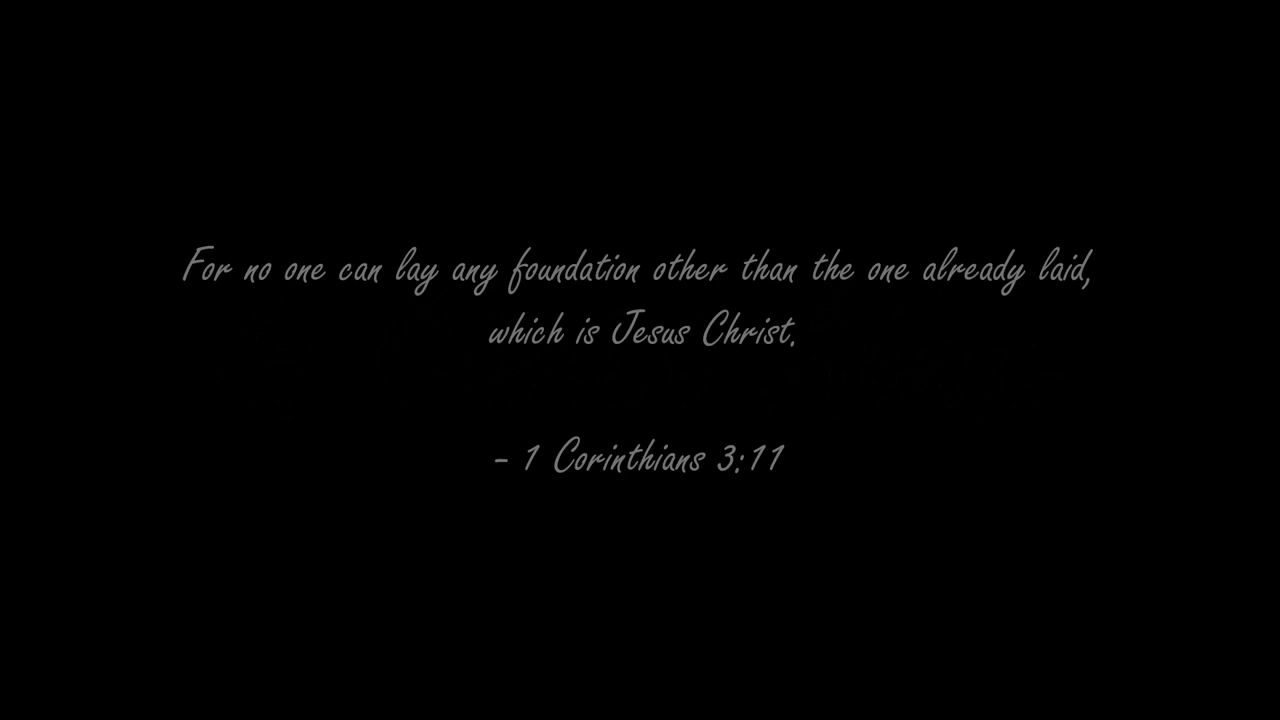 For no one can lay any foundation other than the one already laid,
which is Jesus Christ.
- 1 Corinthians 3:11